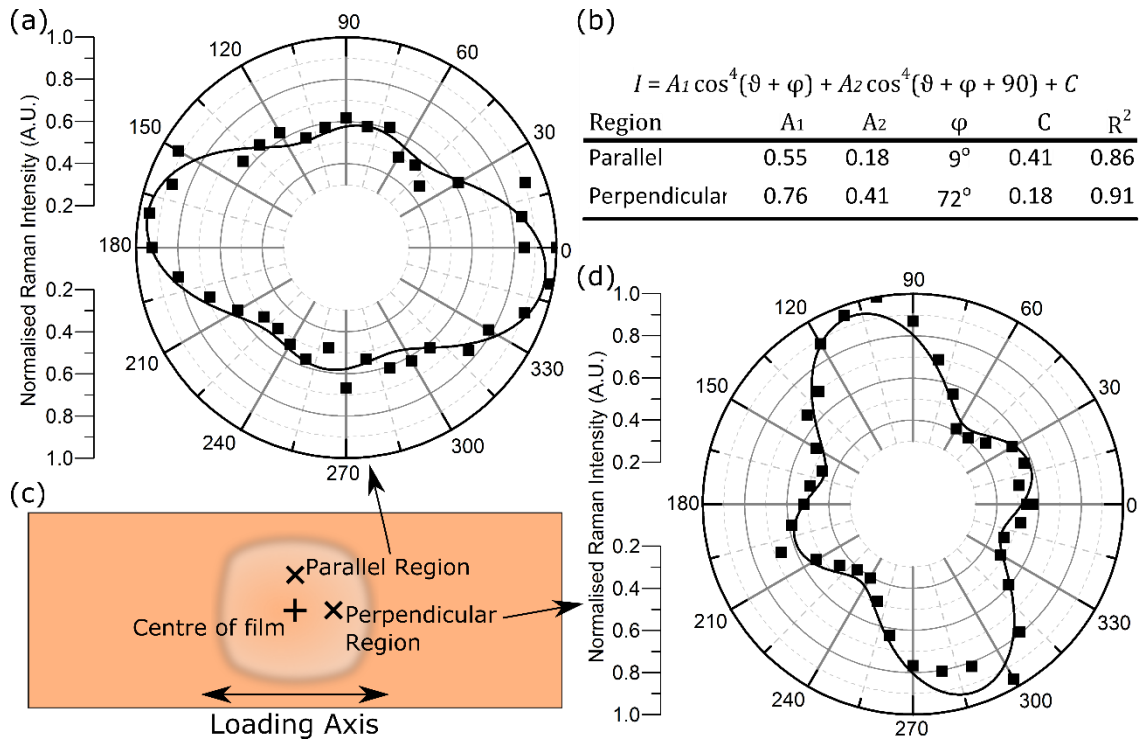 (a)
1.0
0.8
0.6
0.4
0.2
0.2
0.4
0.6
0.8
1.0
Normalised Raman Intensity (A.U.)
90
60
30
0
330
300
270
240
210
180
150
120
(b)
I = A1 cos⁴(ϑ + φ) + A2 cos⁴(ϑ + φ + 90) + C
Region A1 A2 φ C R²
Parallel 0.55 0.18 9° 0.41 0.86
Perpendicular 0.76 0.41 72° 0.18 0.91
(c)
Parallel Region
Centre of film
Perpendicular
Region
Loading Axis
(d)
1.0
0.8
0.6
0.4
0.2
0.2
0.4
0.6
0.8
1.0
Normalised Raman Intensity (A.U.)
90
60
30
0
330
300
270
240
210
180
150
120